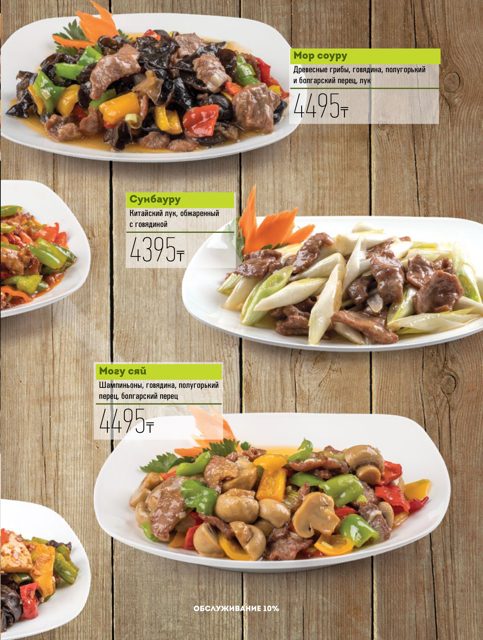 Мор соуру
Древесные грибы, говядина, полугорький
и болгарский перец, лук
4495₸
Сунбауру
Китайский лук, обжаренный
с говядиной
4395₸
Могу сяй
Шампиньоны, говядина, полугорький
перец, болгарский перец
4495₸
ОБСЛУЖИВАНИЕ 10%